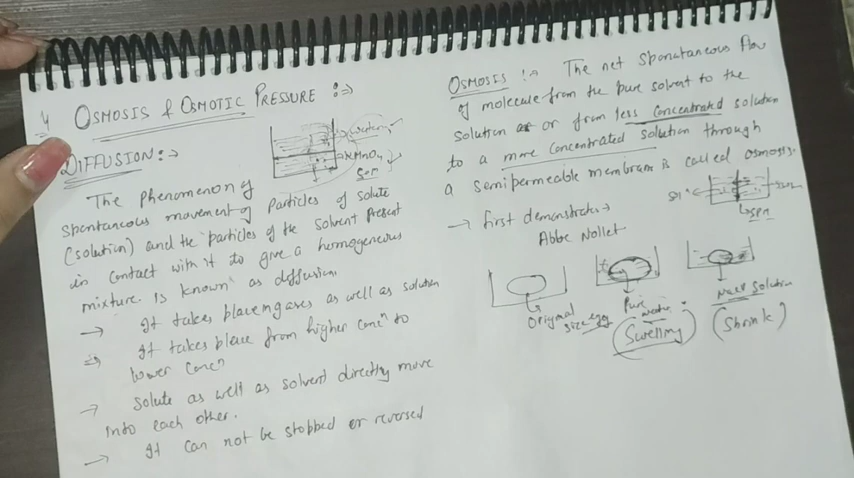 4
OSMOSIS & OSMOTIC PRESSURE :->
DIFFUSION :->
water
KMnO4
Soln
The Phenomenon of
spontaneous movement of particles of solute
(solution) and the particles of the solvent present
in contact with it to give a homogeneous
mixture is known as diffusion
→ It takes place in gases as well as solution
⇒ It takes place from higher concn to
lower concn
→ Solute as well as solvent directly move
into each other.
→ It can not be stopped or reversed
OSMOSIS :-> The net spontaneous flow
of molecule from the pure solvent to the
solution or from less concentrated solution
to a more concentrated solution through
a semipermeable membrane is called osmosis.
SPM
→ first demonstrates →
Abbe Nollet
Original
size egg
Pure
water
(Swelling)
NaCl Solution
(Shrink)